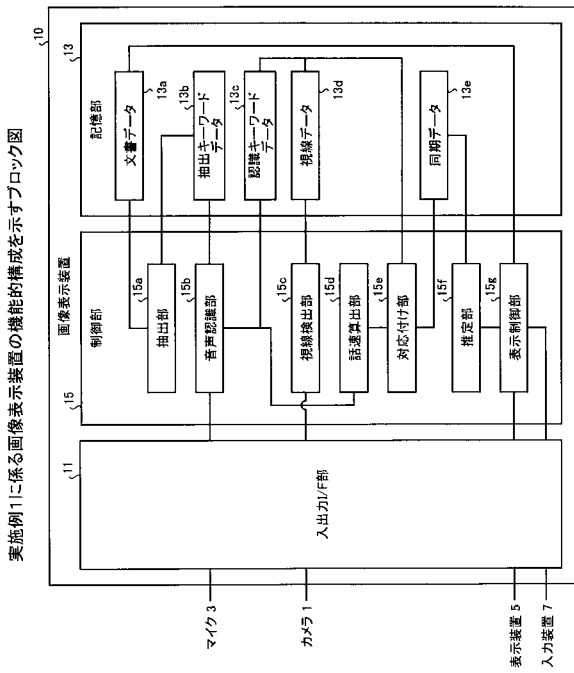 実施例1に係る画像表示装置の機能的構成を示すブロック図
10
画像表示装置
11
入出力I/F部
15
制御部
15a
抽出部
15b
音声認識部
15c
視線検出部
15d
話速算出部
15e
対応付け部
15f
推定部
15g
表示制御部
13
記憶部
文書データ
13a
抽出キーワード
データ
13b
認識キーワード
データ
13c
視線データ
13d
同期データ
13e
マイク 3
カメラ 1
表示装置 5
入力装置 7